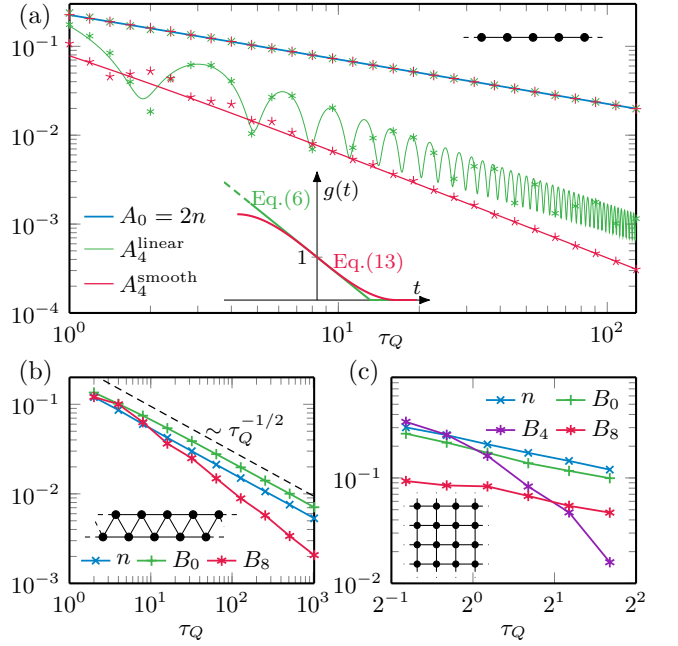 (a)
10^{-1}
10^{-2}
10^{-3}
10^{-4}
A_0 = 2n
A_4^{linear}
A_4^{smooth}
Eq.(6)
g(t)
1
Eq.(13)
t
10^0
10^1
10^2
τ_Q
(b)
10^{-1}
10^{-2}
10^{-3}
∼ τ_Q^{-1/2}
n
B_0
B_8
10^0
10^1
10^2
10^3
τ_Q
(c)
n
B_0
B_4
B_8
10^{-1}
10^{-2}
2^{-1}
2^0
2^1
2^2
τ_Q